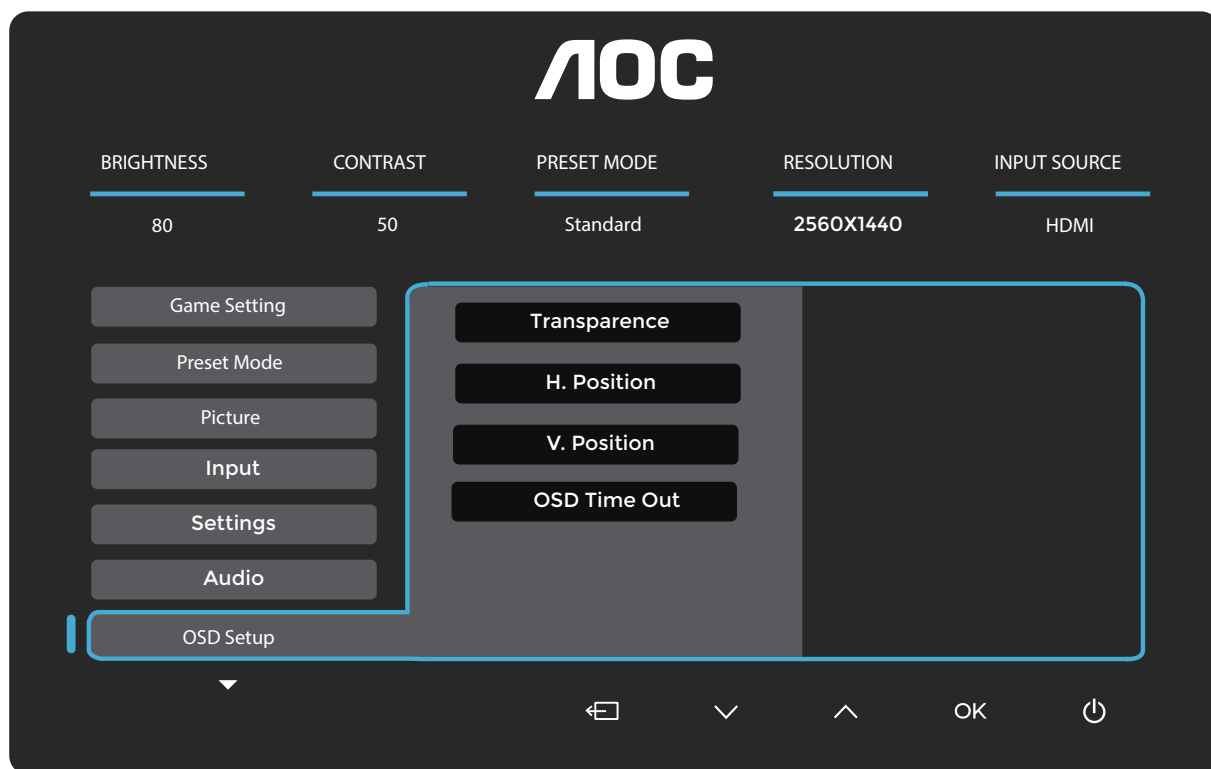 AOC
BRIGHTNESS CONTRAST PRESET MODE RESOLUTION INPUT SOURCE
80 50 Standard 2560X1440 HDMI
Game Setting
Preset Mode
Picture
Input
Settings
Audio
OSD Setup
Transparence
H. Position
V. Position
OSD Time Out
OK